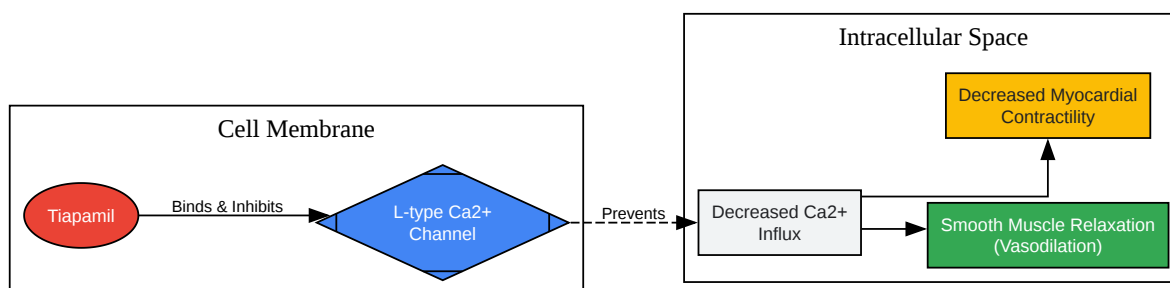 Cell Membrane
Tiapamil
Binds & Inhibits
L-type Ca2+
Channel
Prevents
Intracellular Space
Decreased Ca2+
Influx
Decreased Myocardial
Contractility
Smooth Muscle Relaxation
(Vasodilation)